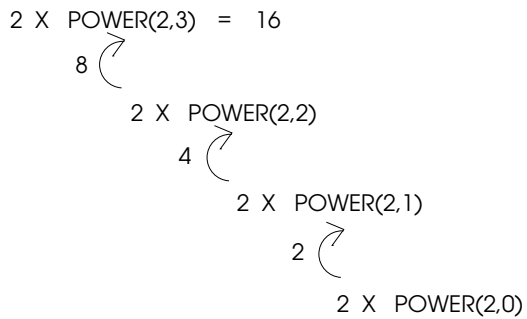 2 X POWER(2,3) = 16
8
2 X POWER(2,2)
4
2 X POWER(2,1)
2
2 X POWER(2,0)